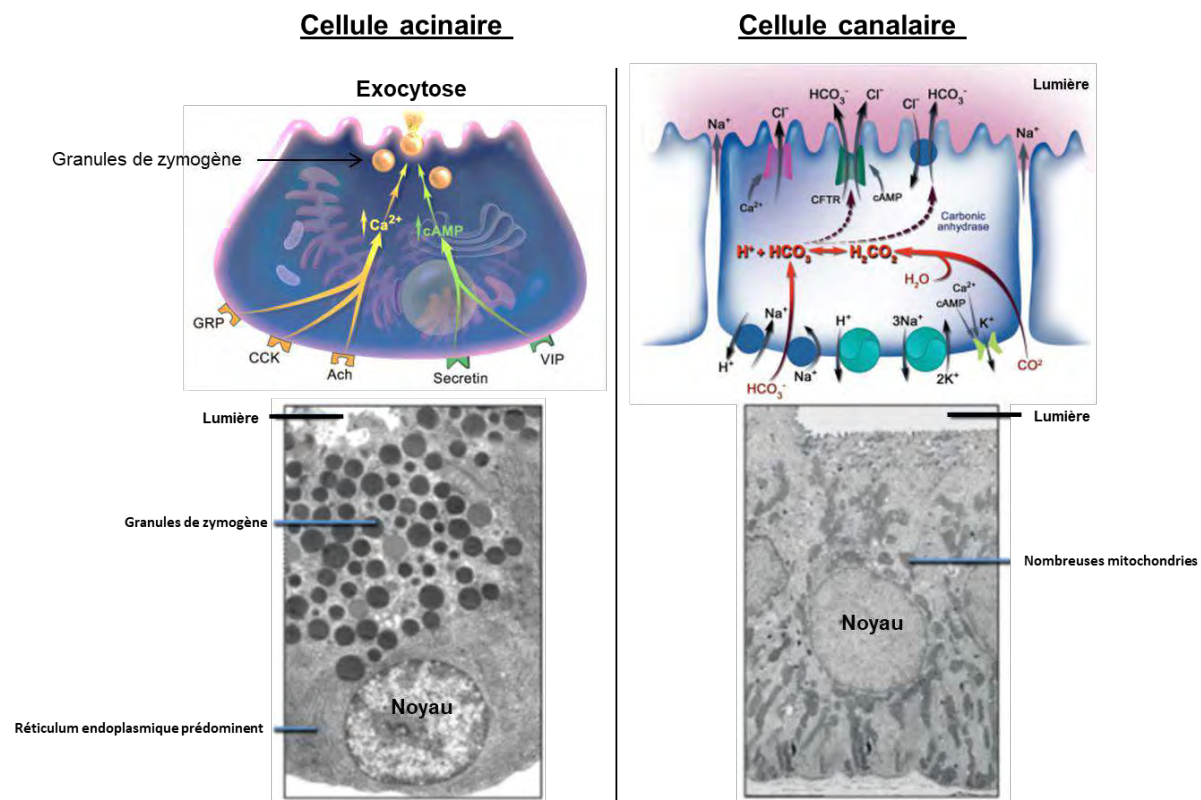 Cellule acinaire
Exocytose
Granules de zymogène
Ca²⁺
cAMP
GRP
CCK
Ach
Secretin
VIP
Lumière
Granules de zymogène
Noyau
Réticulum endoplasmique prédominent
Cellule canalaire
Lumière
Na⁺
Cl⁻
HCO₃⁻
Cl⁻
Cl⁻
HCO₃⁻
Na⁺
Ca²⁺
CFTR
cAMP
Carbonic
anhydrase
H⁺ + HCO₃⁻
H₂CO₂
H₂O
Ca²⁺
cAMP
K⁺
Na⁺
H⁺
3Na⁺
H⁺
HCO₃⁻
Na⁺
2K⁺
CO²
Lumière
Nombreuses mitochondries
Noyau